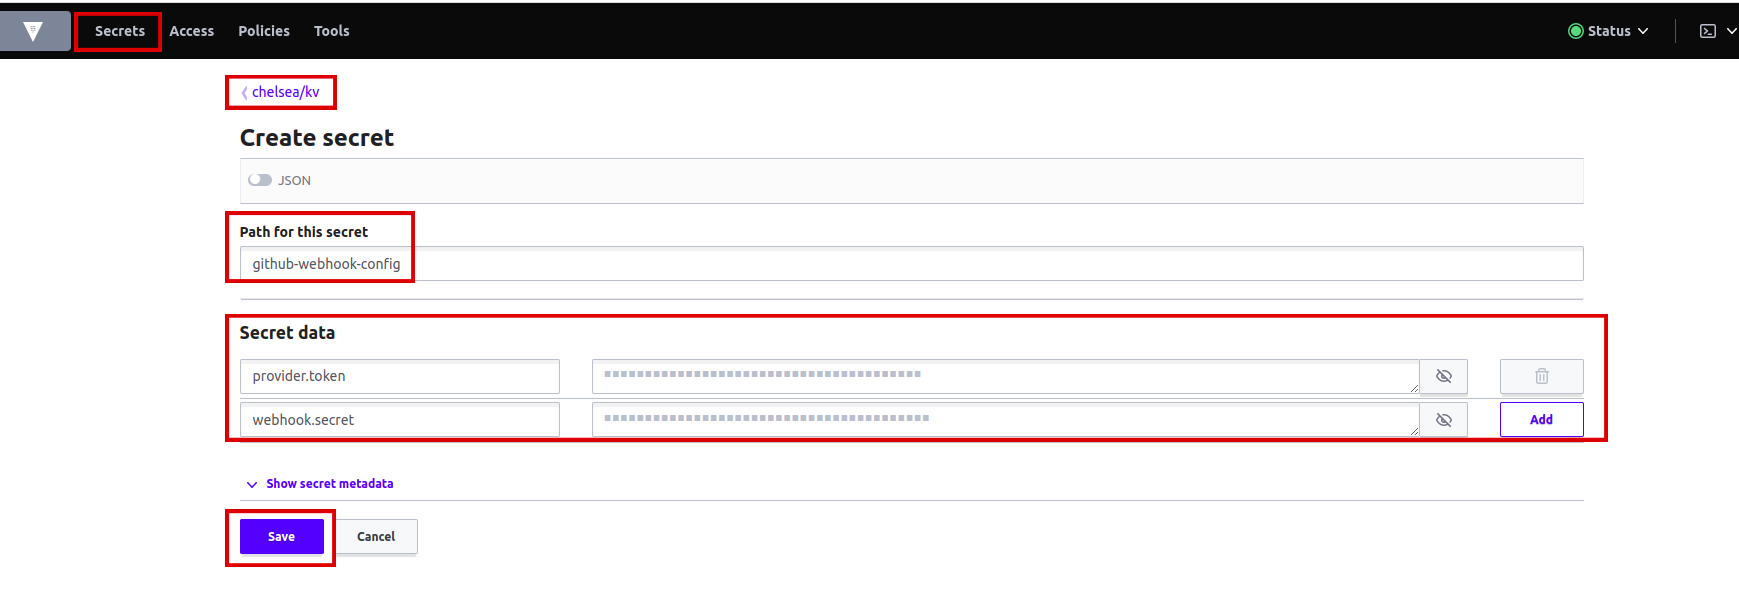 Secrets Access Policies Tools Status
chelsea/kv
Create secret
JSON
Path for this secret
github-webhook-config
Secret data
provider.token
webhook.secret Add
Show secret metadata
Save Cancel